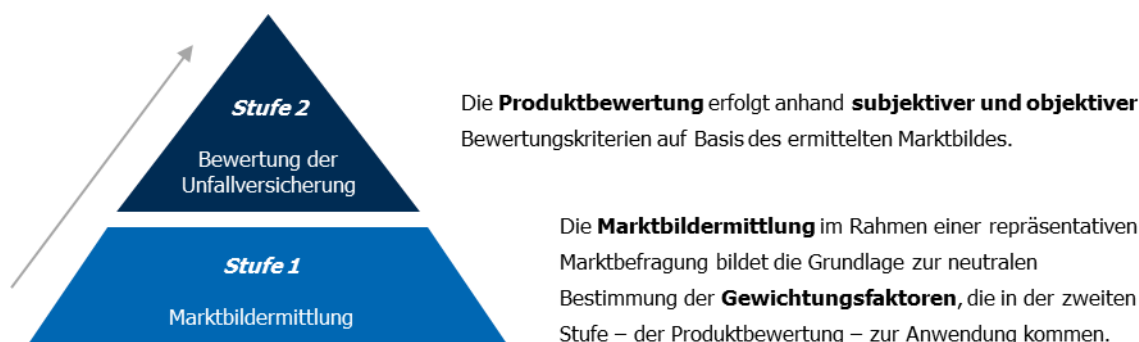 Stufe 2
Bewertung der
Unfallversicherung
Die Produktbewertung erfolgt anhand subjektiver und objektiver
Bewertungskriterien auf Basis des ermittelten Marktbildes.
Stufe 1
Marktbildermittlung
Die Marktbildermittlung im Rahmen einer repräsentativen
Marktbefragung bildet die Grundlage zur neutralen
Bestimmung der Gewichtungsfaktoren, die in der zweiten
Stufe – der Produktbewertung – zur Anwendung kommen.